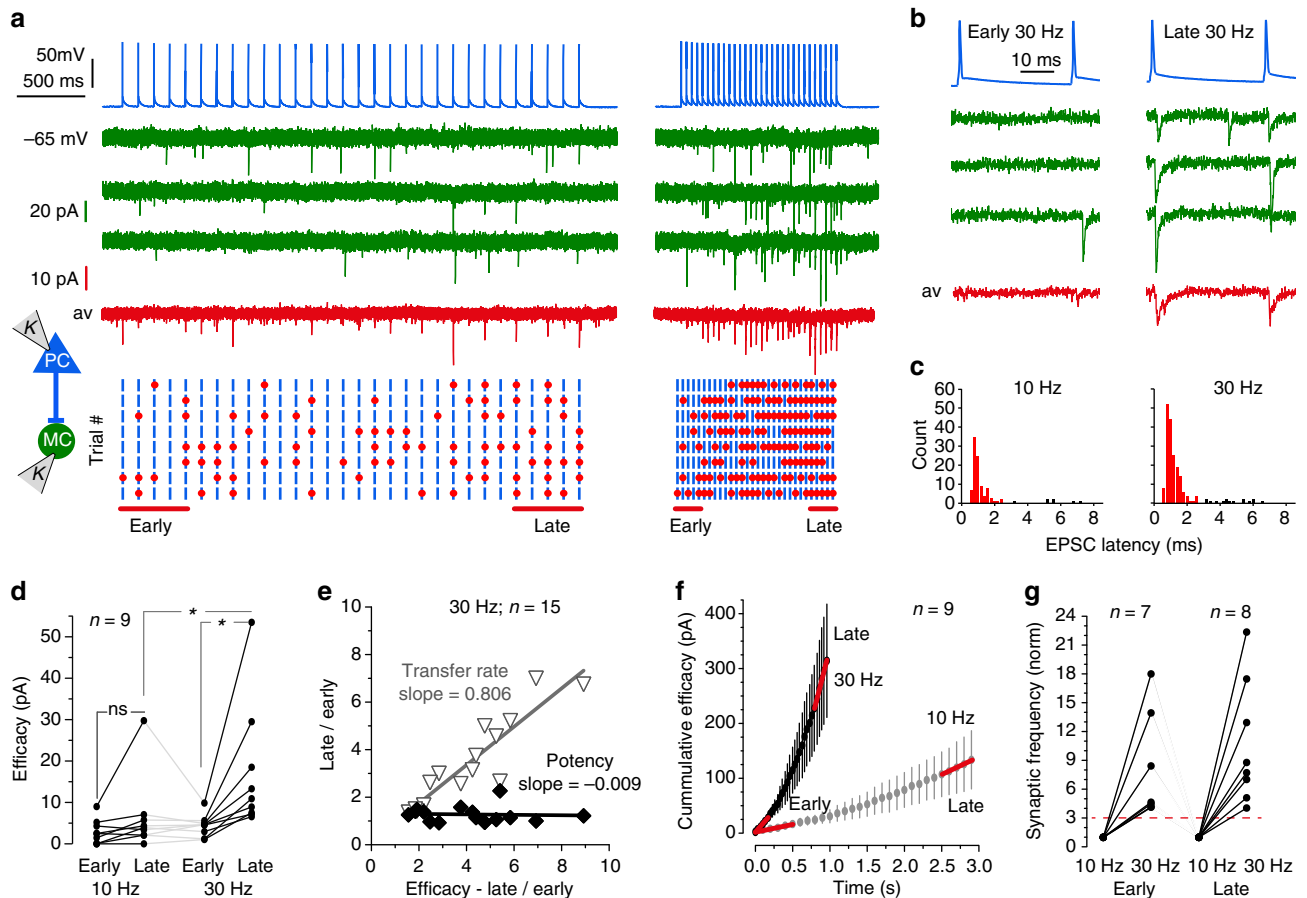 a
50mV
500 ms
–65 mV
20 pA
10 pA
av
K
PC
MC
K
Trial #
Early
Late
Early
Late
b
Early 30 Hz
Late 30 Hz
10 ms
av
c
10 Hz
30 Hz
Count
60
50
40
30
20
10
0
0 2 4 6 8
0 2 4 6 8
EPSC latency (ms)
d
n = 9
*
*
ns
Efficacy (pA)
50
40
30
20
10
0
Early Late Early Late
10 Hz 30 Hz
e
30 Hz; n = 15
Transfer rate
slope = 0.806
Potency
slope = –0.009
Late / early
10
8
6
4
2
0
0 2 4 6 8 10
Efficacy - late / early
f
n = 9
Late
30 Hz
10 Hz
Early
Late
Cummulative efficacy (pA)
400
300
200
100
0
0.0 0.5 1.0 1.5 2.0 2.5 3.0
Time (s)
g
n = 7
n = 8
Synaptic frequency (norm)
24
21
18
15
12
9
6
3
0
10 Hz 30 Hz 10 Hz 30 Hz
Early Late